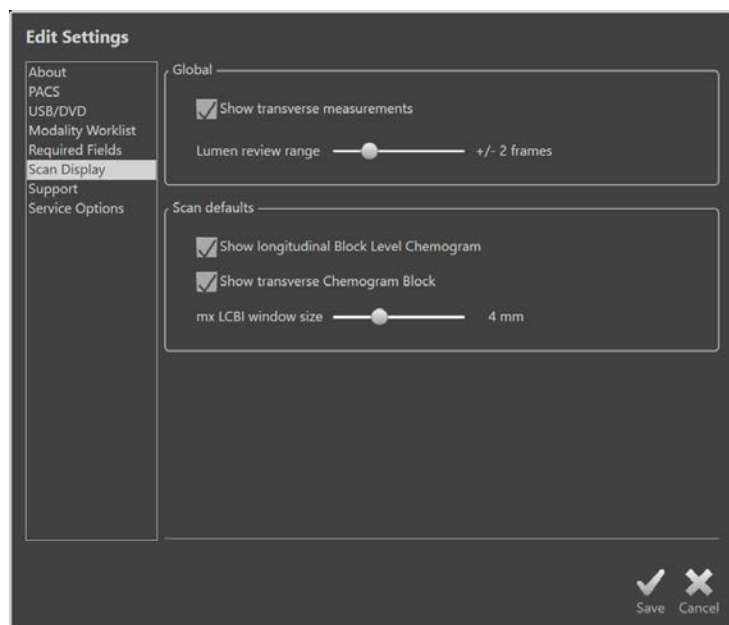 Edit Settings
About
PACS
USB/DVD
Modality Worklist
Required Fields
Scan Display
Support
Service Options
Global
Show transverse measurements
Lumen review range +/- 2 frames
Scan defaults
Show longitudinal Block Level Chemogram
Show transverse Chemogram Block
mx LCBI window size 4 mm
Save Cancel